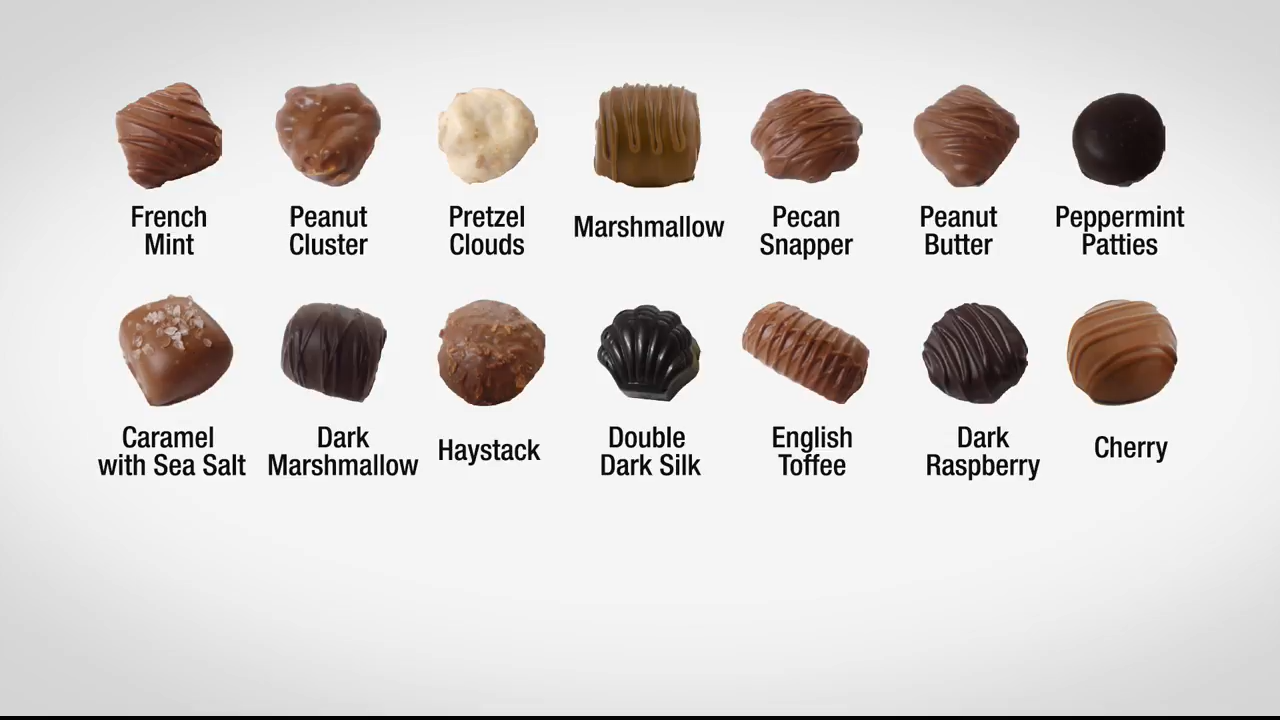 French
Mint
Peanut
Cluster
Pretzel
Clouds
Marshmallow
Pecan
Snapper
Peanut
Butter
Peppermint
Patties
Caramel
with Sea Salt
Dark
Marshmallow
Haystack
Double
Dark Silk
English
Toffee
Dark
Raspberry
Cherry